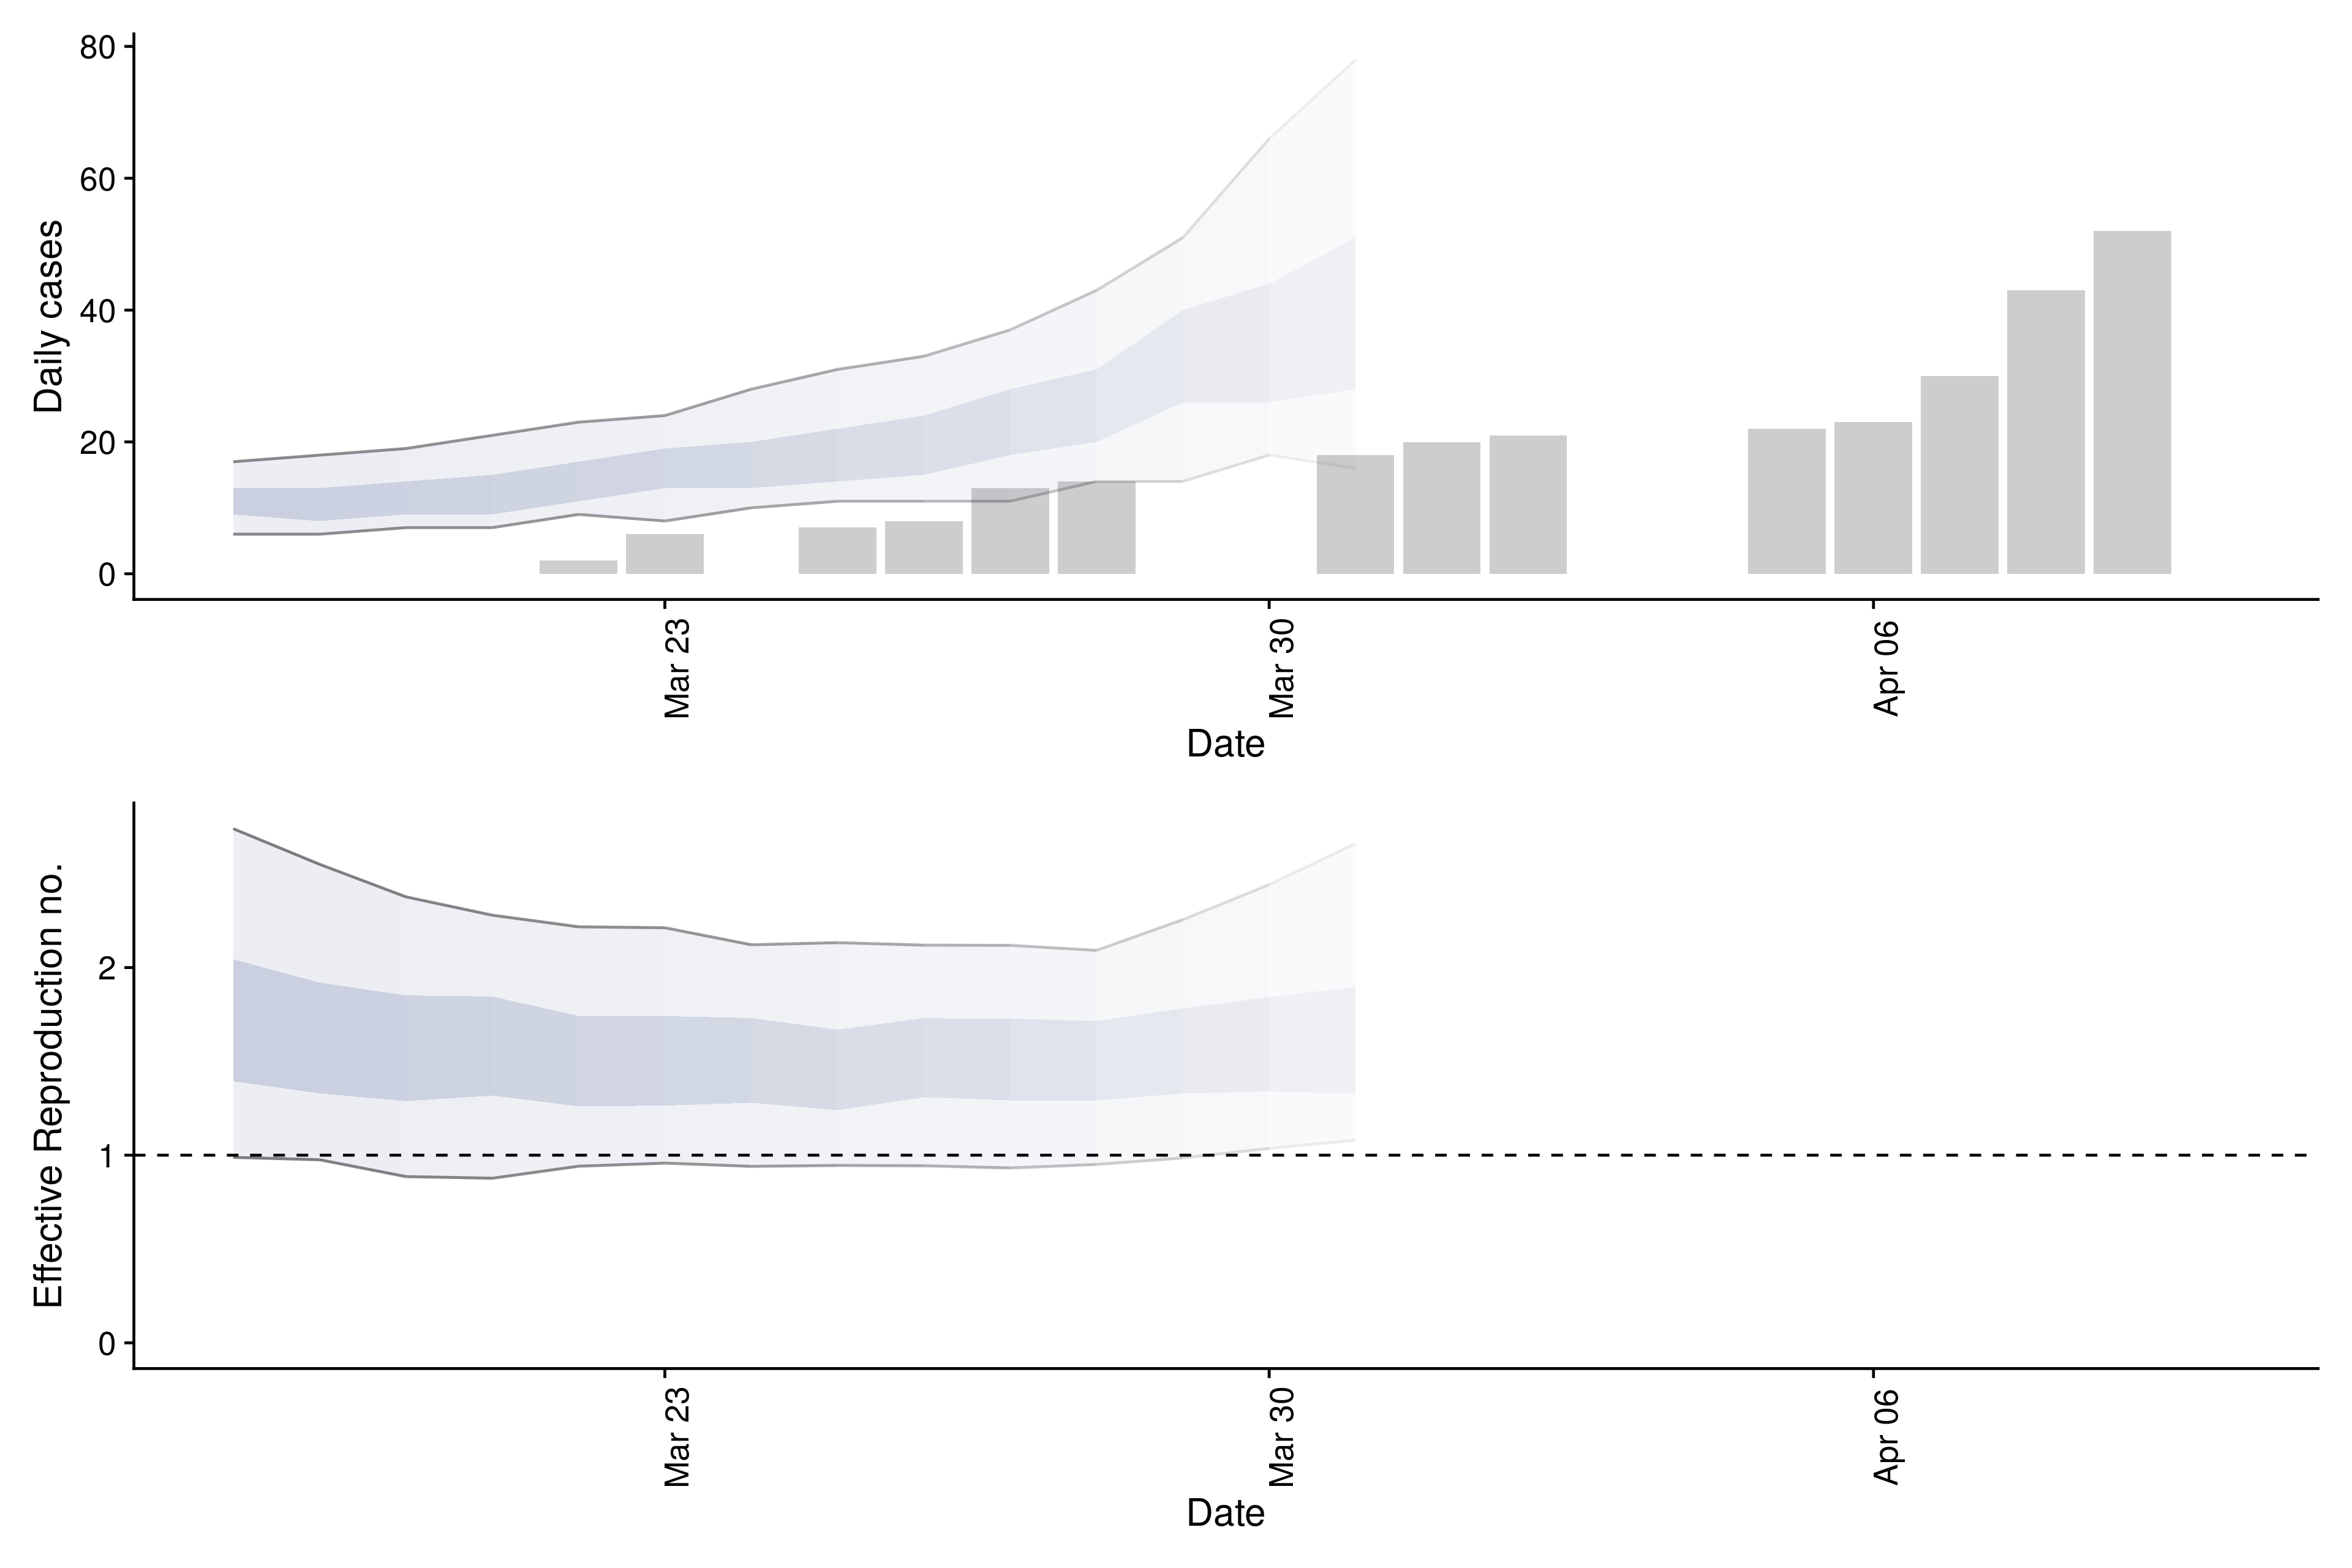 Daily cases
80
60
40
20
0
Mar 23
Mar 30
Apr 06
Date
Effective Reproduction no.
2
1
0
Mar 23
Mar 30
Apr 06
Date